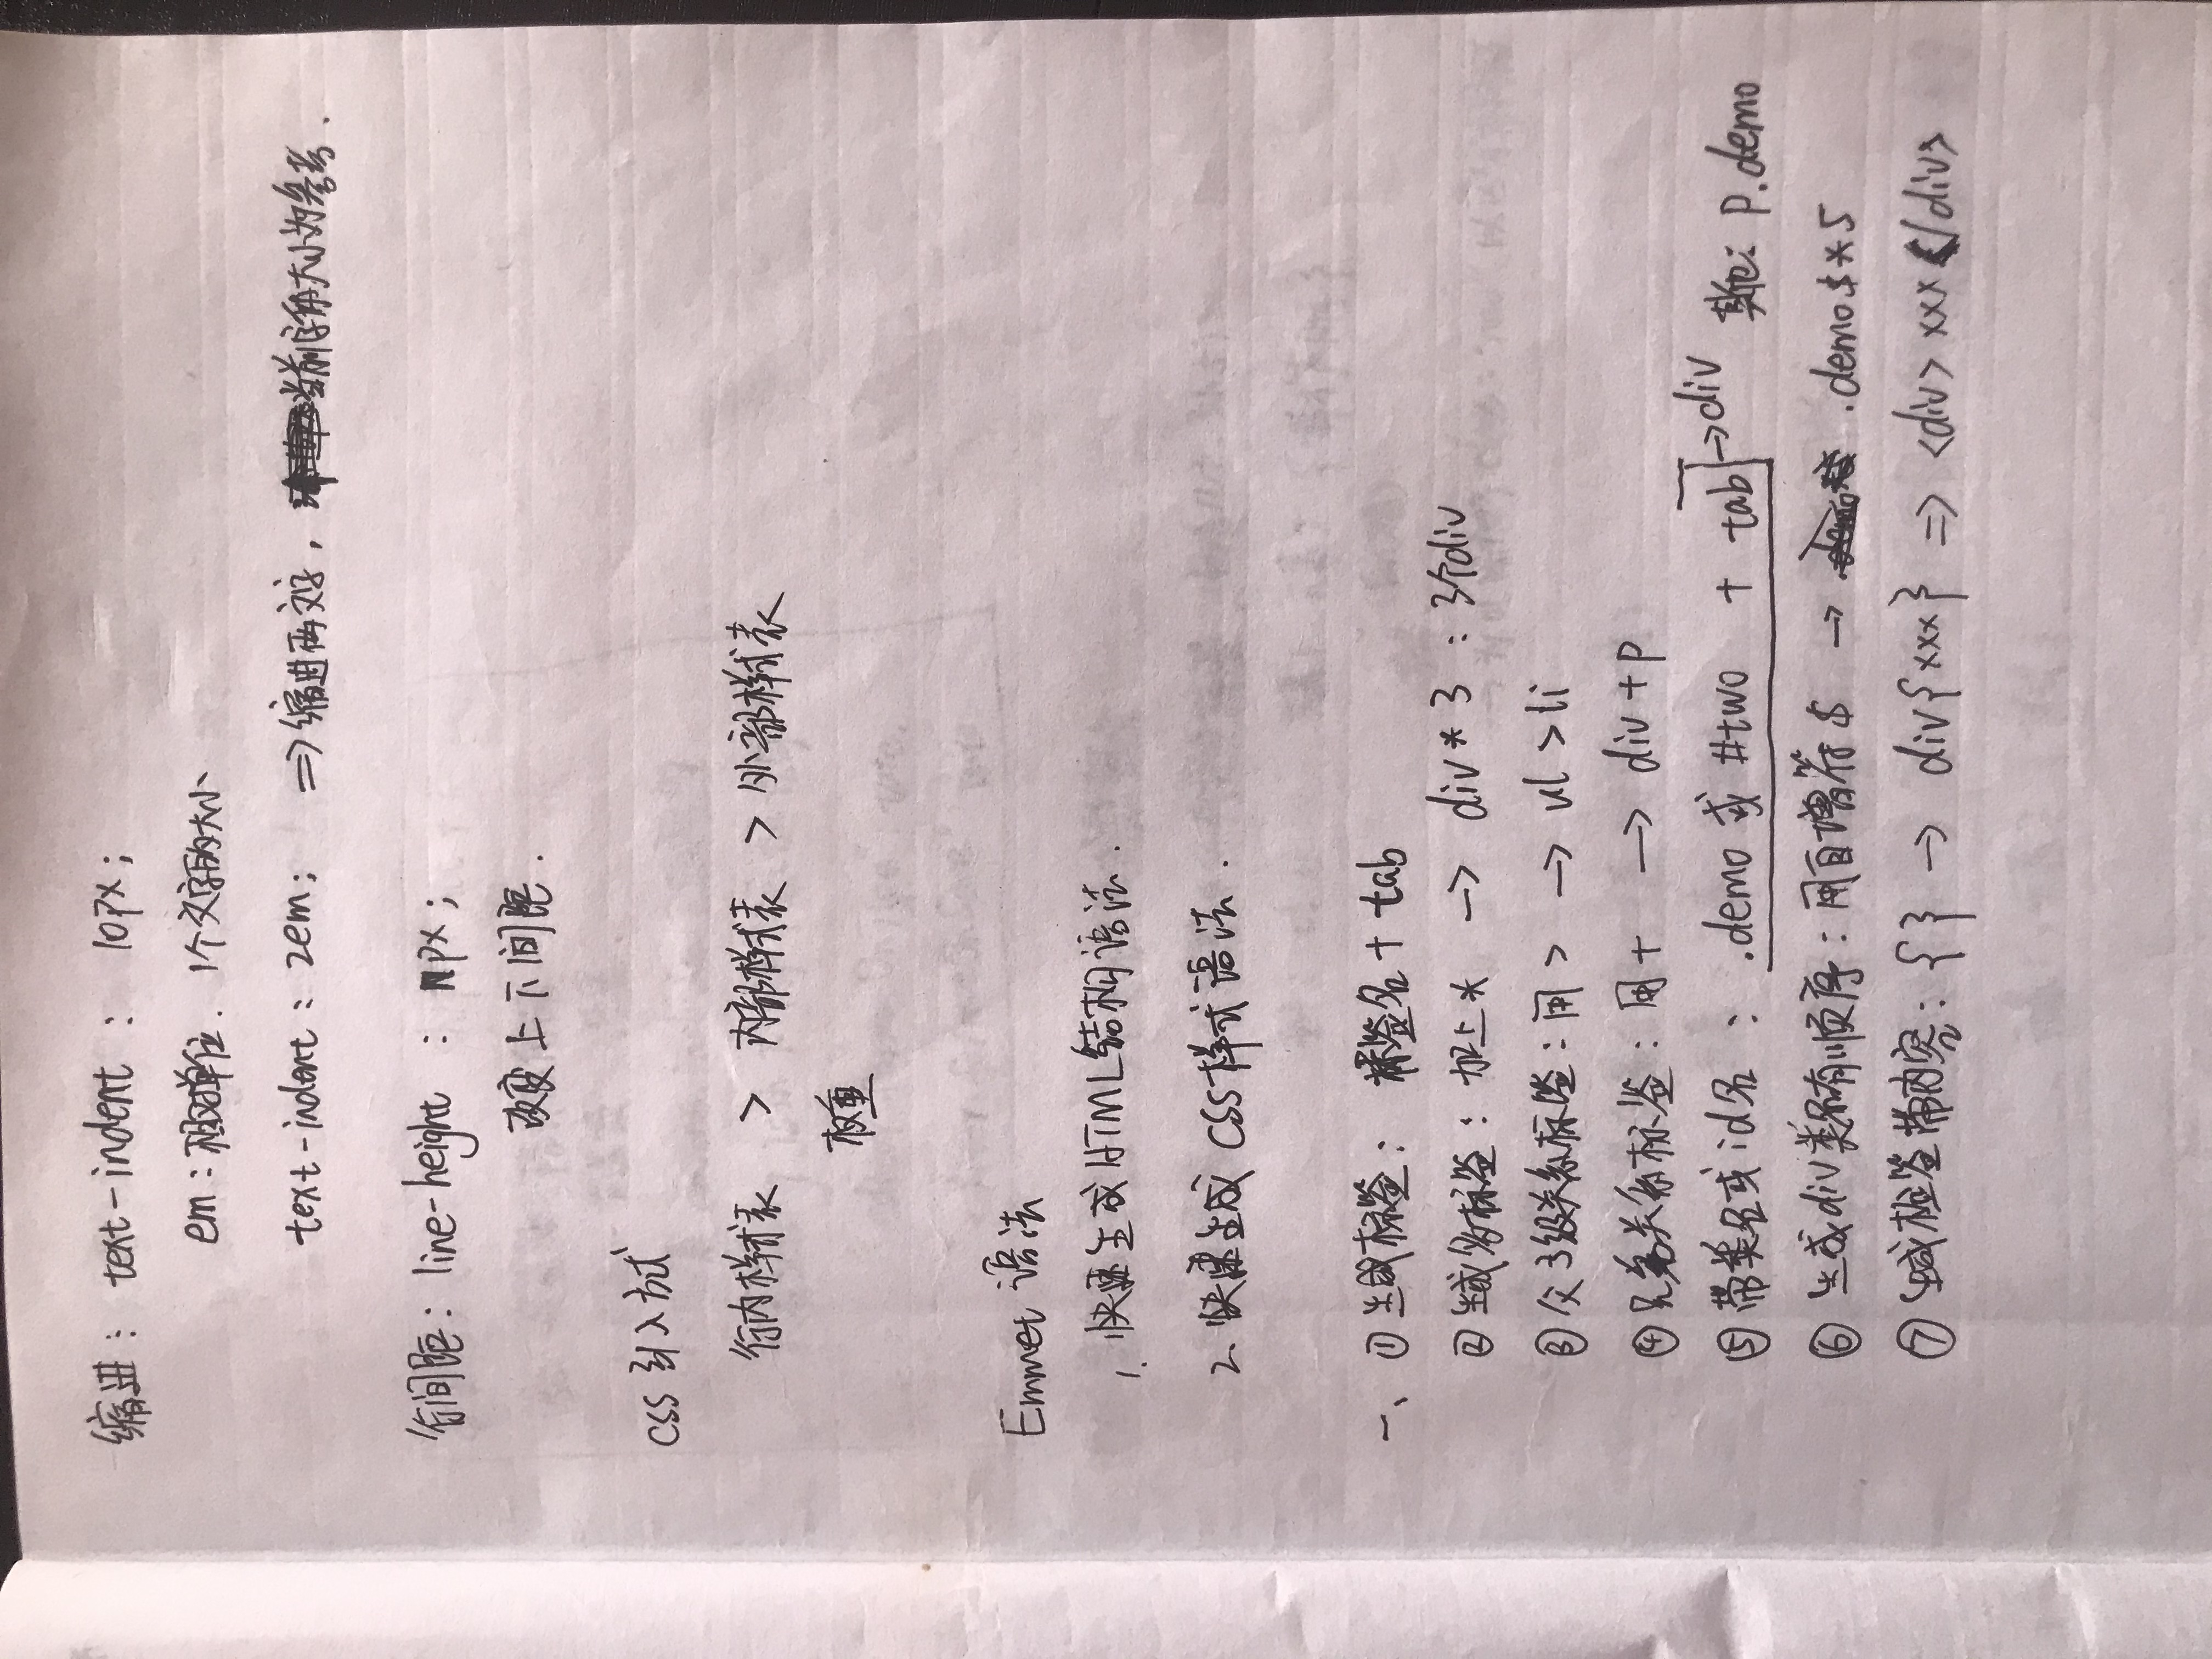 缩进： text-indent : 10px;
em：相对单位. 1个文字的大小
text-indent : 2em; => 缩进两文字, 当前字的大小为参考.
行间距： line-height : npx;
改变上下间距.
CSS 引入方式
行内样式表 > 内部样式表 > 外部样式表
权重
Emmet 语法
1. 快速生成HTML结构语法.
2. 快速生成 CSS样式语法.
一、①生成标签： 标签名 + tab
②生成多标签： 加上* → div*3 : 3个div
③父子级关系标签：用> → ul>li
④兄弟关系标签：用+ → div+p
⑤带类名或id名： .demo 或 #two + tab →div 其他: p.demo
⑥生成div类名有顺序：用自增符$ → .demo$*5
⑦生成标签带内容：{} → div{xxx} => <div> xxx </div>